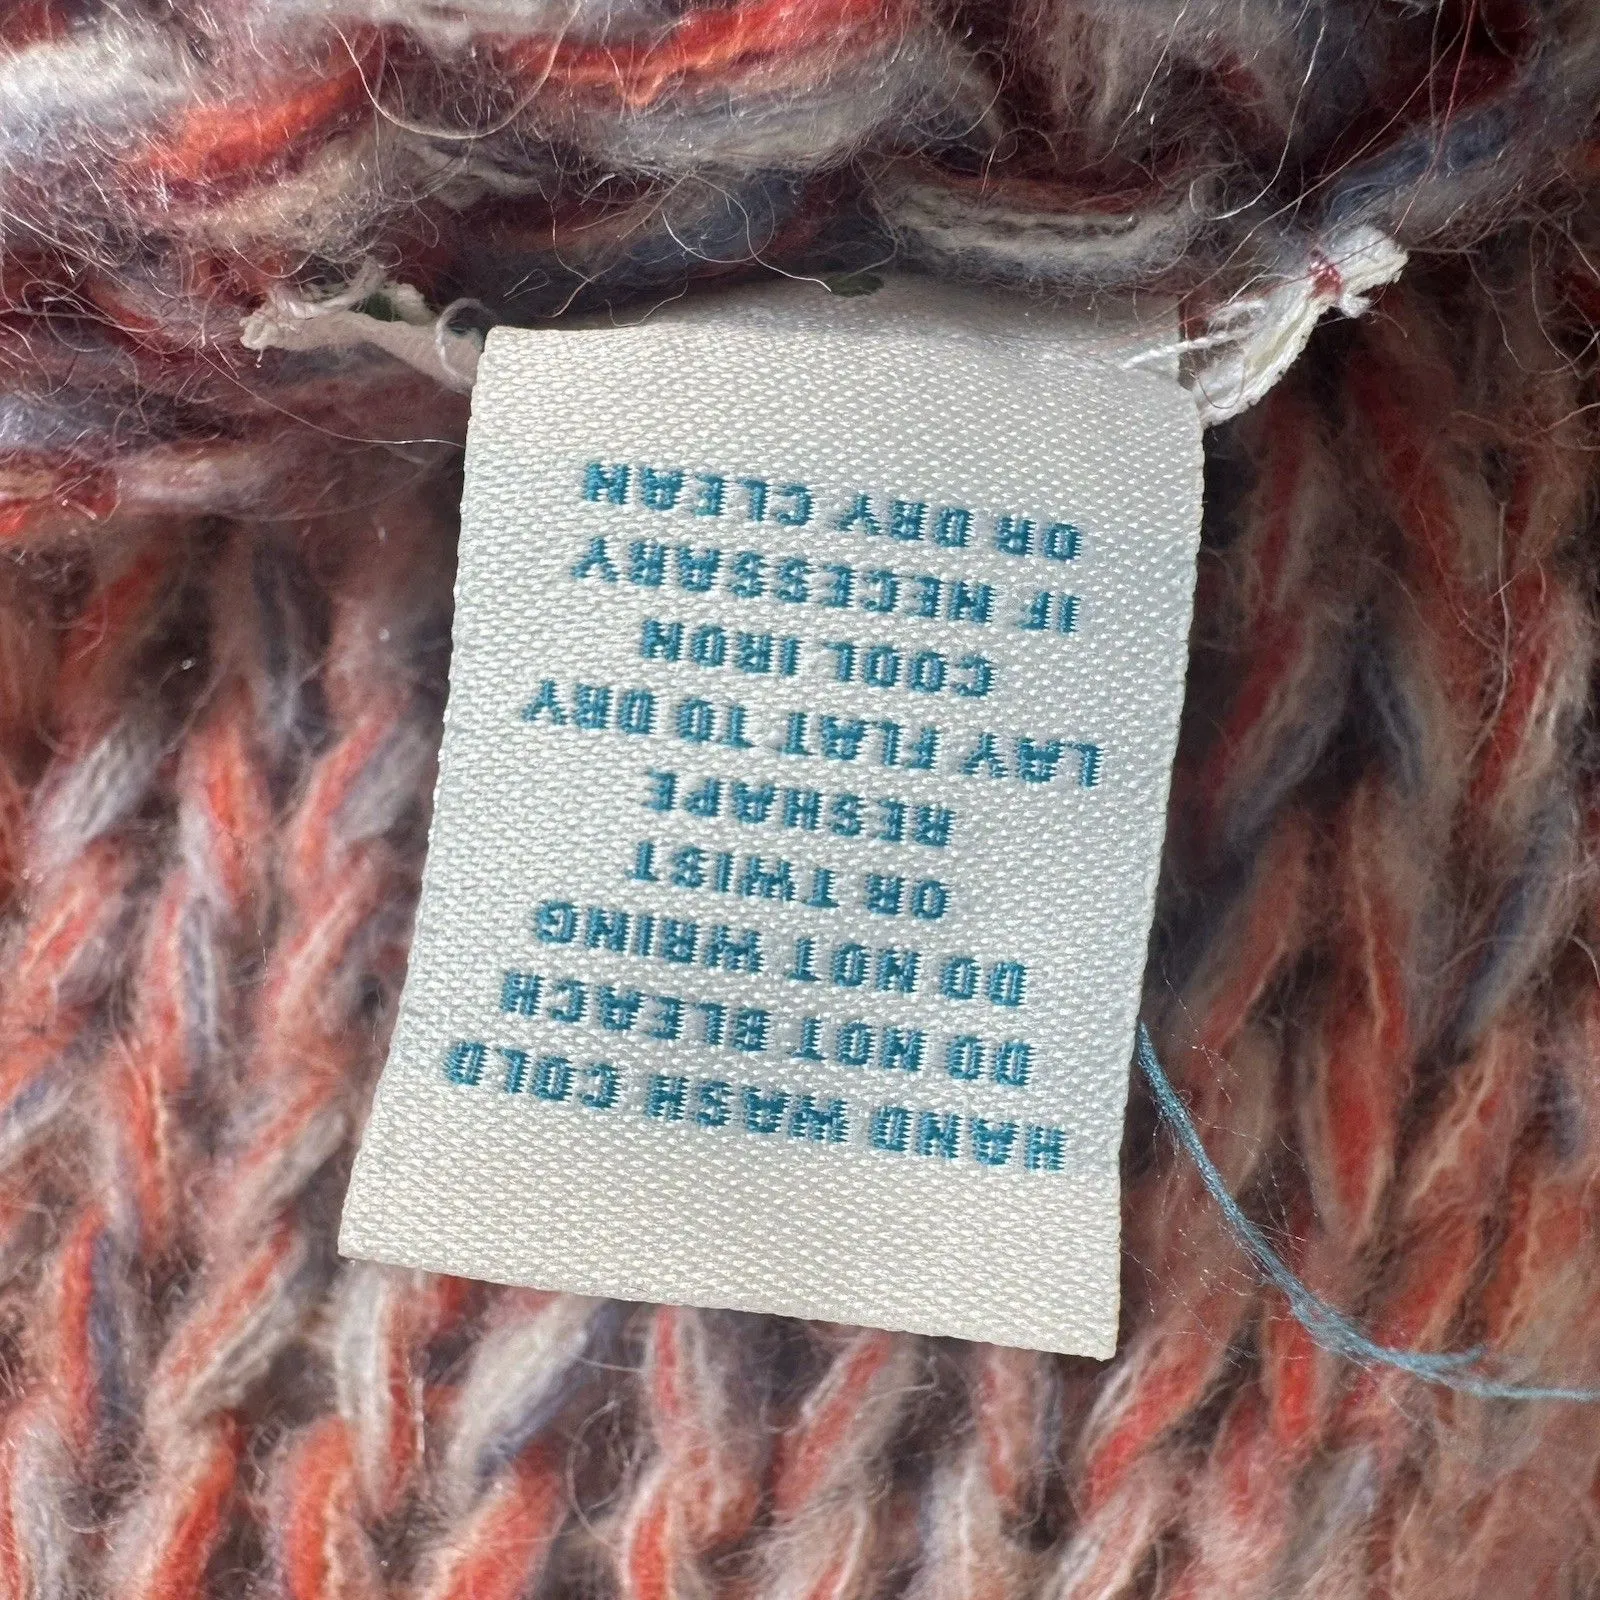 HAND WASH COLD
DO NOT BLEACH
DO NOT WRING
OR TWIST
RESHAPE
LAY FLAT TO DRY
COOL IRON
IF NECESSARY
OR DRY CLEAN